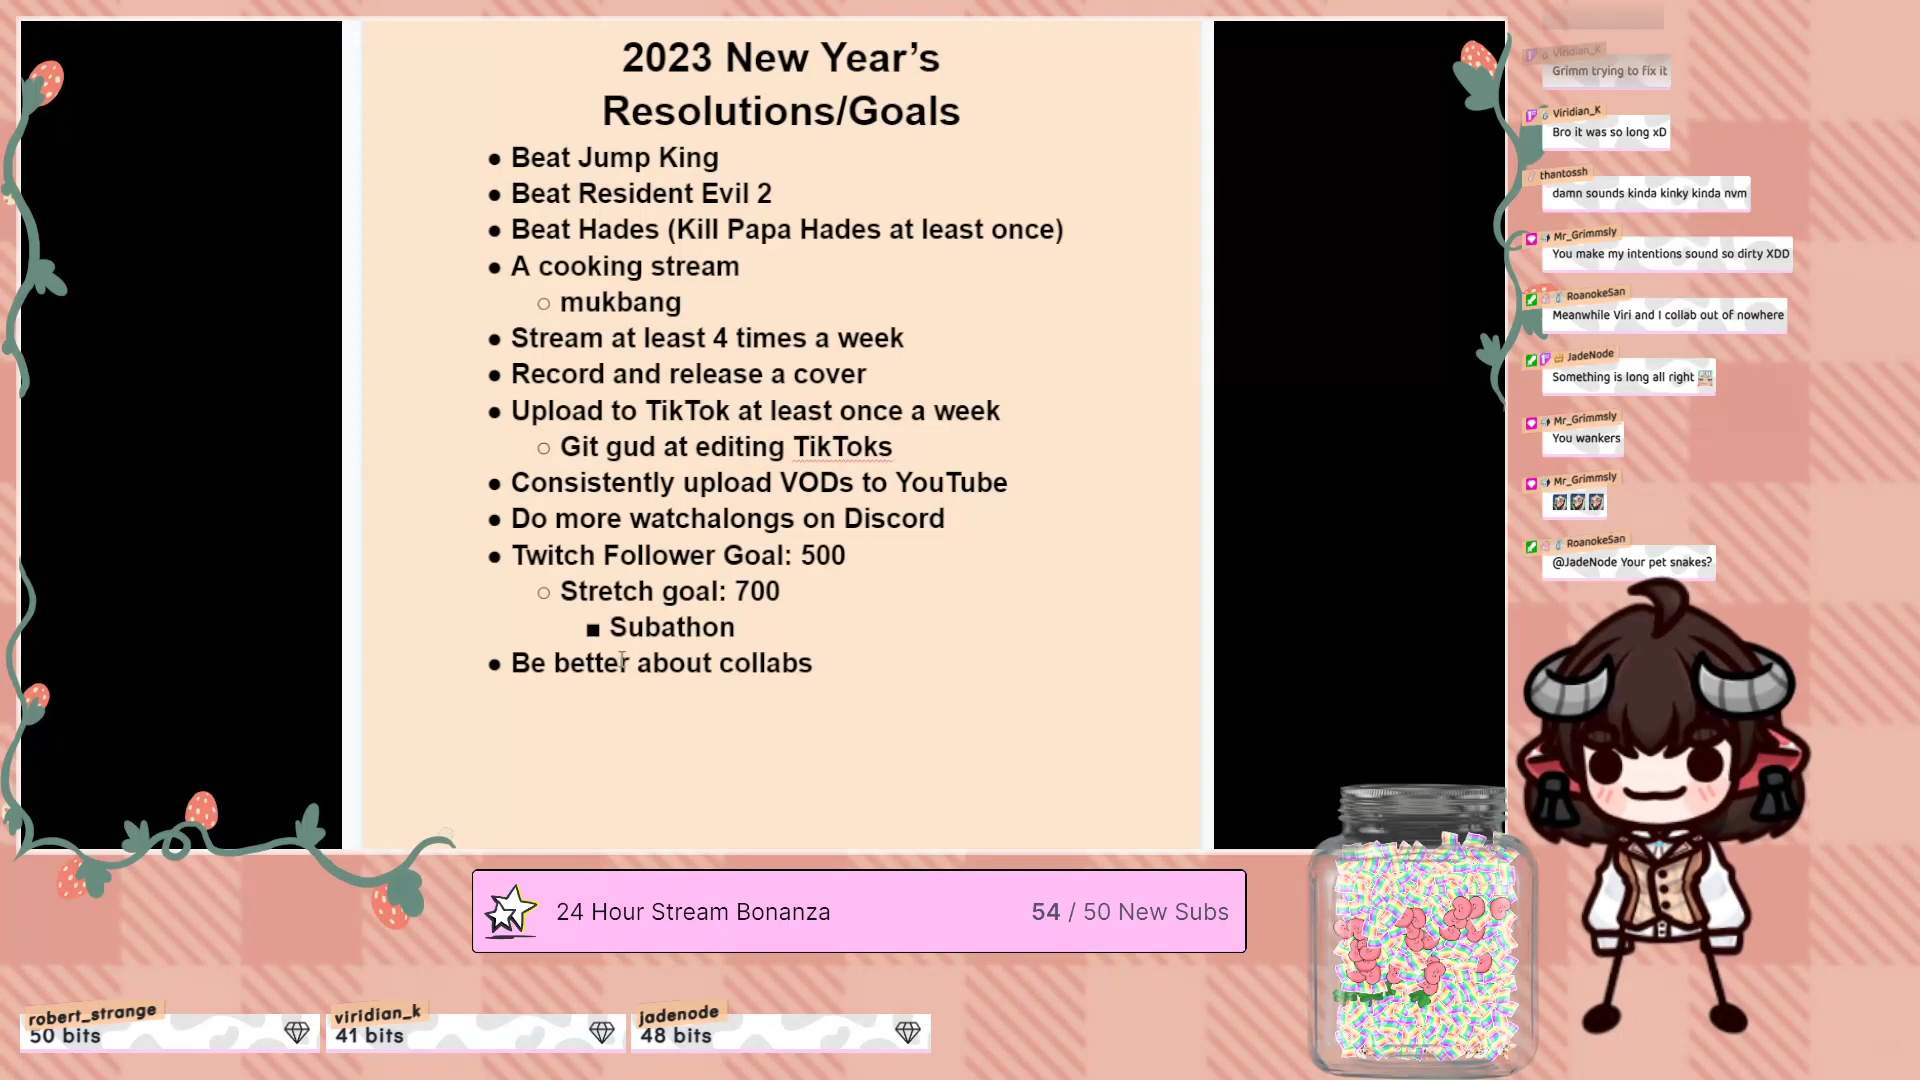 2023 New Year’s
Resolutions/Goals
● Beat Jump King
● Beat Resident Evil 2
● Beat Hades (Kill Papa Hades at least once)
● A cooking stream
○ mukbang
● Stream at least 4 times a week
● Record and release a cover
● Upload to TikTok at least once a week
○ Git gud at editing TikToks
● Consistently upload VODs to YouTube
● Do more watchalongs on Discord
● Twitch Follower Goal: 500
○ Stretch goal: 700
■ Subathon
● Be better about collabs
Viridian_K
Grimm trying to fix it
Viridian_K
Bro it was so long xD
thantossh
damn sounds kinda kinky kinda nvm
Mr_Grimmsly
You make my intentions sound so dirty XDD
RoanokeSan
Meanwhile Viri and I collab out of nowhere
JadeNode
Something is long all right
Mr_Grimmsly
You wankers
Mr_Grimmsly
RoanokeSan
@JadeNode Your pet snakes?
24 Hour Stream Bonanza
54 / 50 New Subs
robert_strange
50 bits
viridian_k
41 bits
jadenode
48 bits